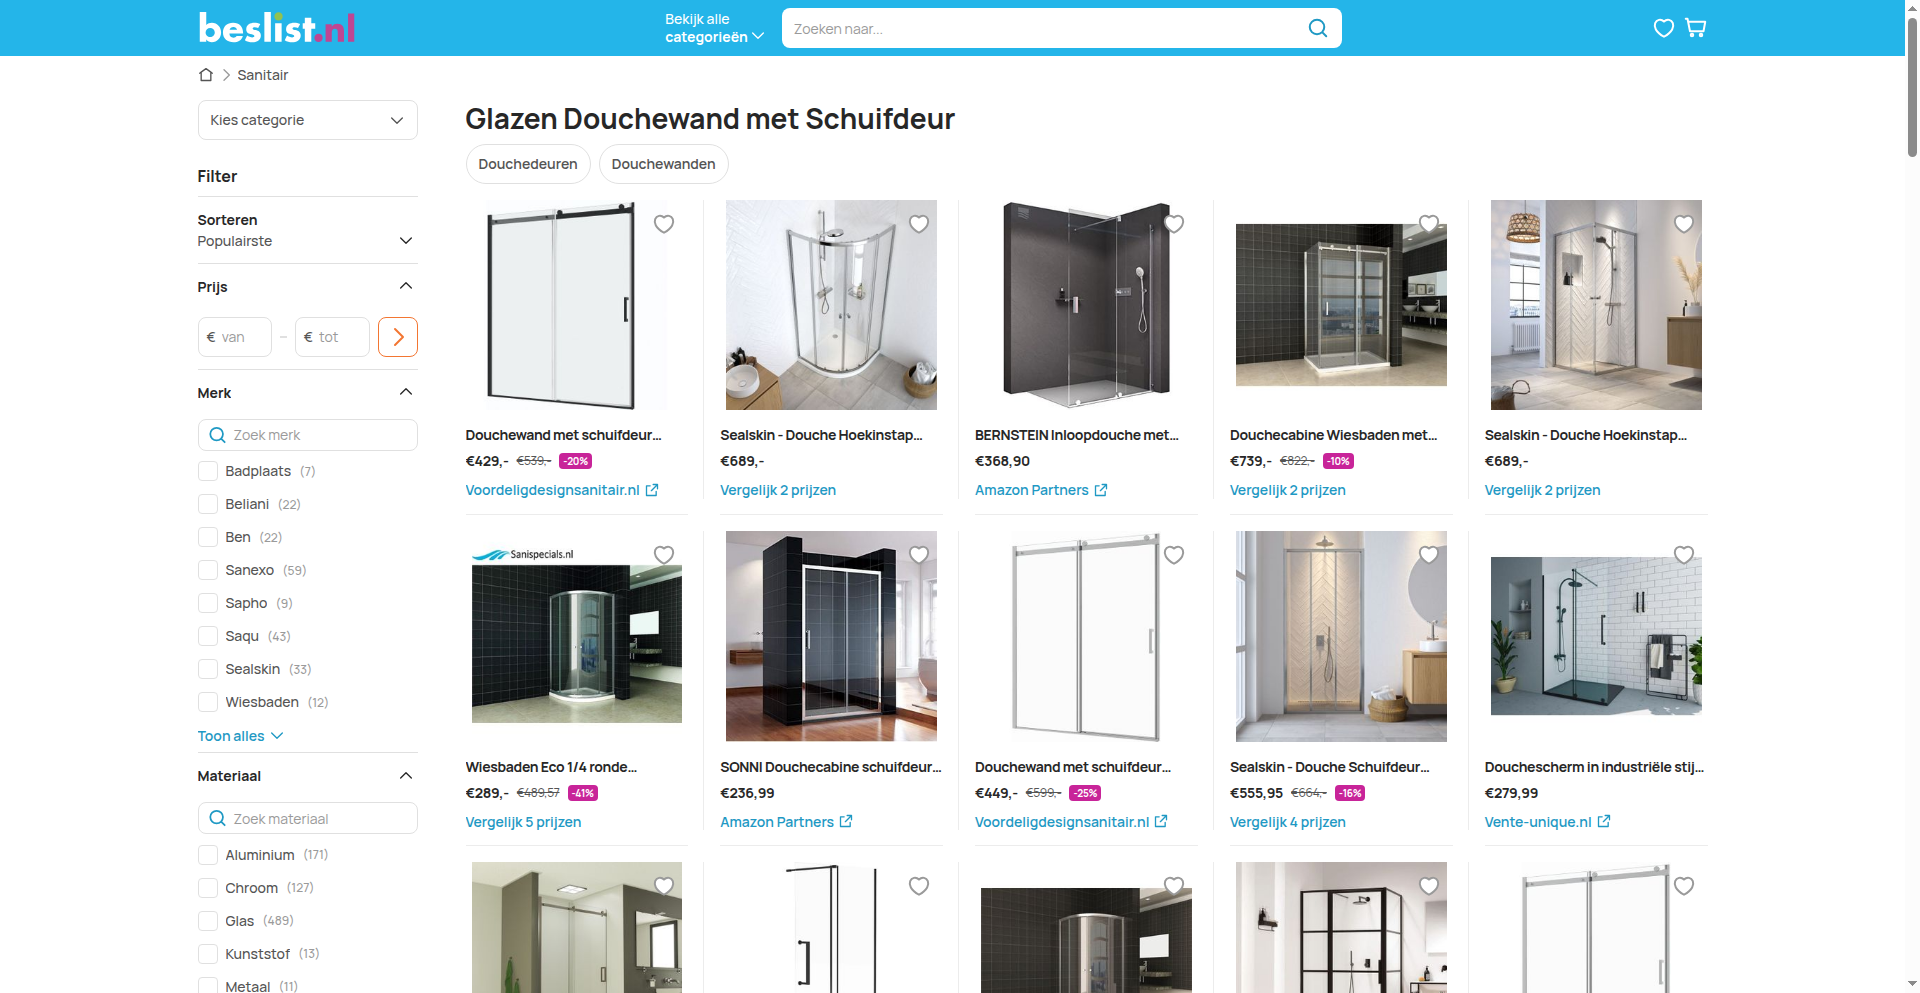 beslist.nl
Bekijk alle
categorieën
Zoeken naar...
Sanitair
Kies categorie
Glazen Douchewand met Schuifdeur
Douchedeuren
Douchewanden
Filter
Sorteren
Populairste
Prijs
€ van – € tot
Merk
Zoek merk
Badplaats (7)
Beliani (22)
Ben (22)
Sanexo (59)
Sapho (9)
Saqu (43)
Sealskin (33)
Wiesbaden (12)
Toon alles
Materiaal
Zoek materiaal
Aluminium (171)
Chroom (127)
Glas (489)
Kunststof (13)
Metaal (11)
Douchewand met schuifdeur...
€429,- €539,- -20%
Voordeligdesignsanitair.nl
Sealskin - Douche Hoekinstap...
€689,-
Vergelijk 2 prijzen
BERNSTEIN Inloopdouche met...
€368,90
Amazon Partners
Douchecabine Wiesbaden met...
€739,- €822,- -10%
Vergelijk 2 prijzen
Sealskin - Douche Hoekinstap...
€689,-
Vergelijk 2 prijzen
Sanispecials.nl
Wiesbaden Eco 1/4 ronde...
€289,- €489,57 -41%
Vergelijk 5 prijzen
SONNI Douchecabine schuifdeur...
€236,99
Amazon Partners
Douchewand met schuifdeur...
€449,- €599,- -25%
Voordeligdesignsanitair.nl
Sealskin - Douche Schuifdeur...
€555,95 €664,- -16%
Vergelijk 4 prijzen
Douchescherm in industriële stij...
€279,99
Vente-unique.nl